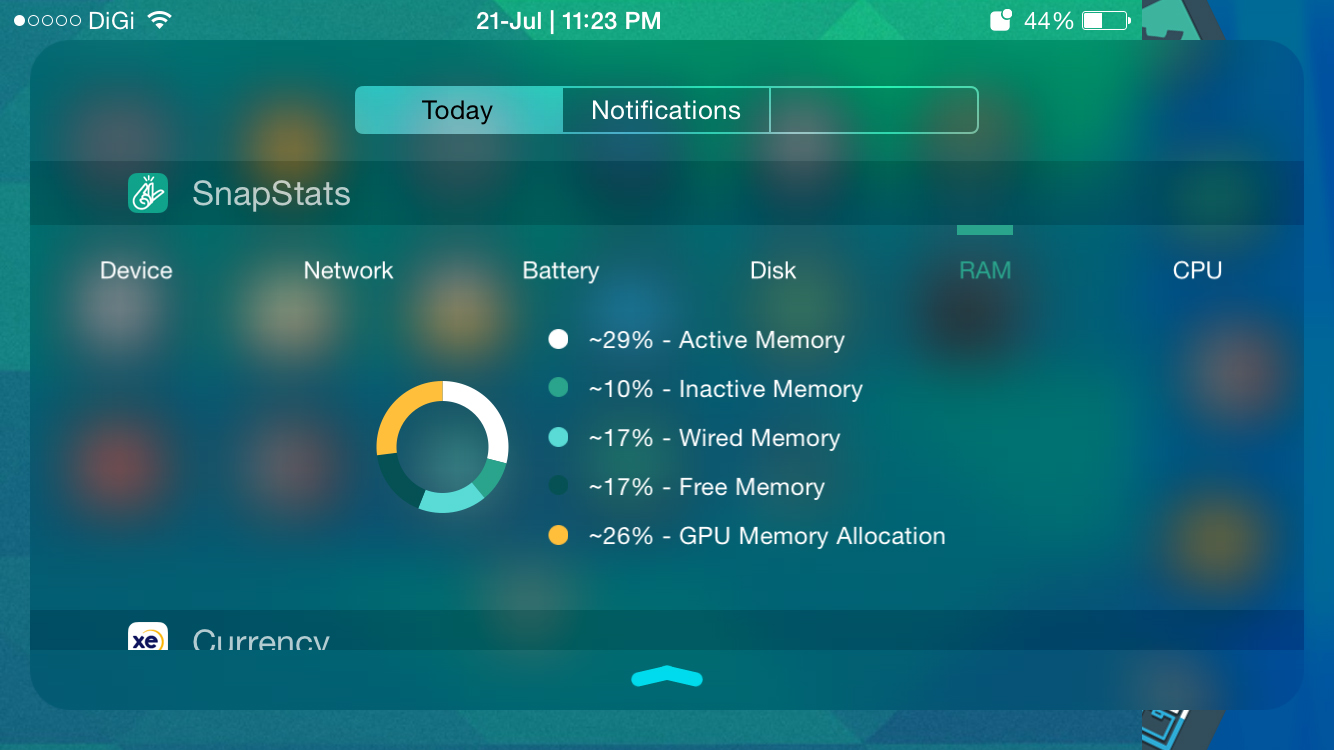 DiGi 21-Jul | 11:23 PM 44%
Today Notifications
SnapStats
Device Network Battery Disk RAM CPU
~29% - Active Memory
~10% - Inactive Memory
~17% - Wired Memory
~17% - Free Memory
~26% - GPU Memory Allocation
xe Currency